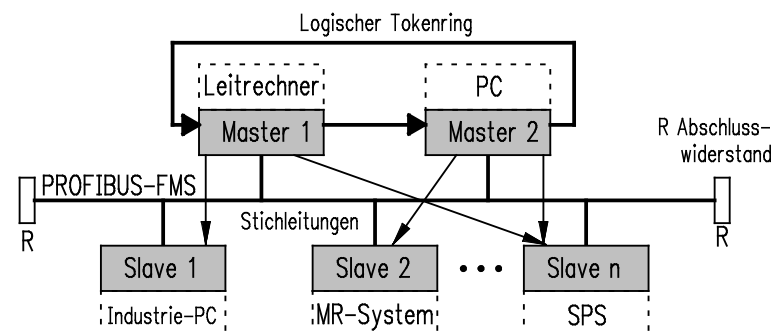 Logischer Tokenring
Leitrechner
PC
Master 1
Master 2
R Abschluss-
widerstand
PROFIBUS-FMS
R
Stichleitungen
R
Slave 1
Slave 2
•••
Slave n
Industrie-PC
MR-System
SPS